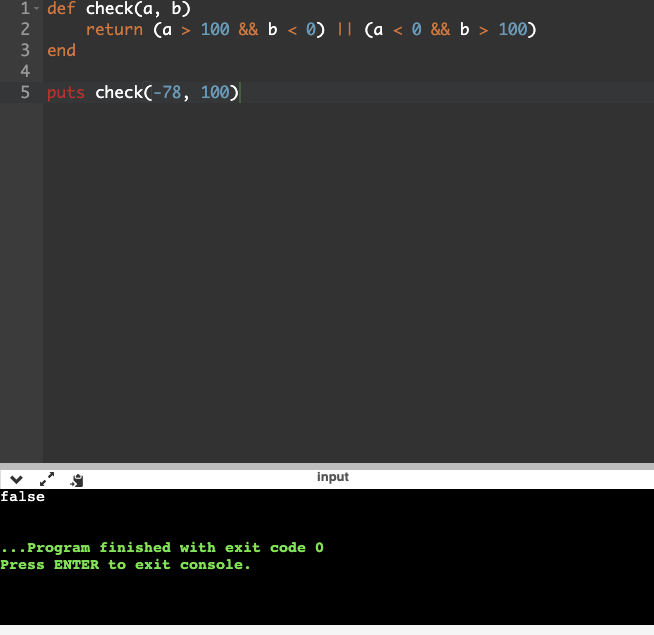 1 def check(a, b)
2     return (a > 100 && b < 0) || (a < 0 && b > 100)
3 end
4
5 puts check(-78, 100)
input
false
...Program finished with exit code 0
Press ENTER to exit console.